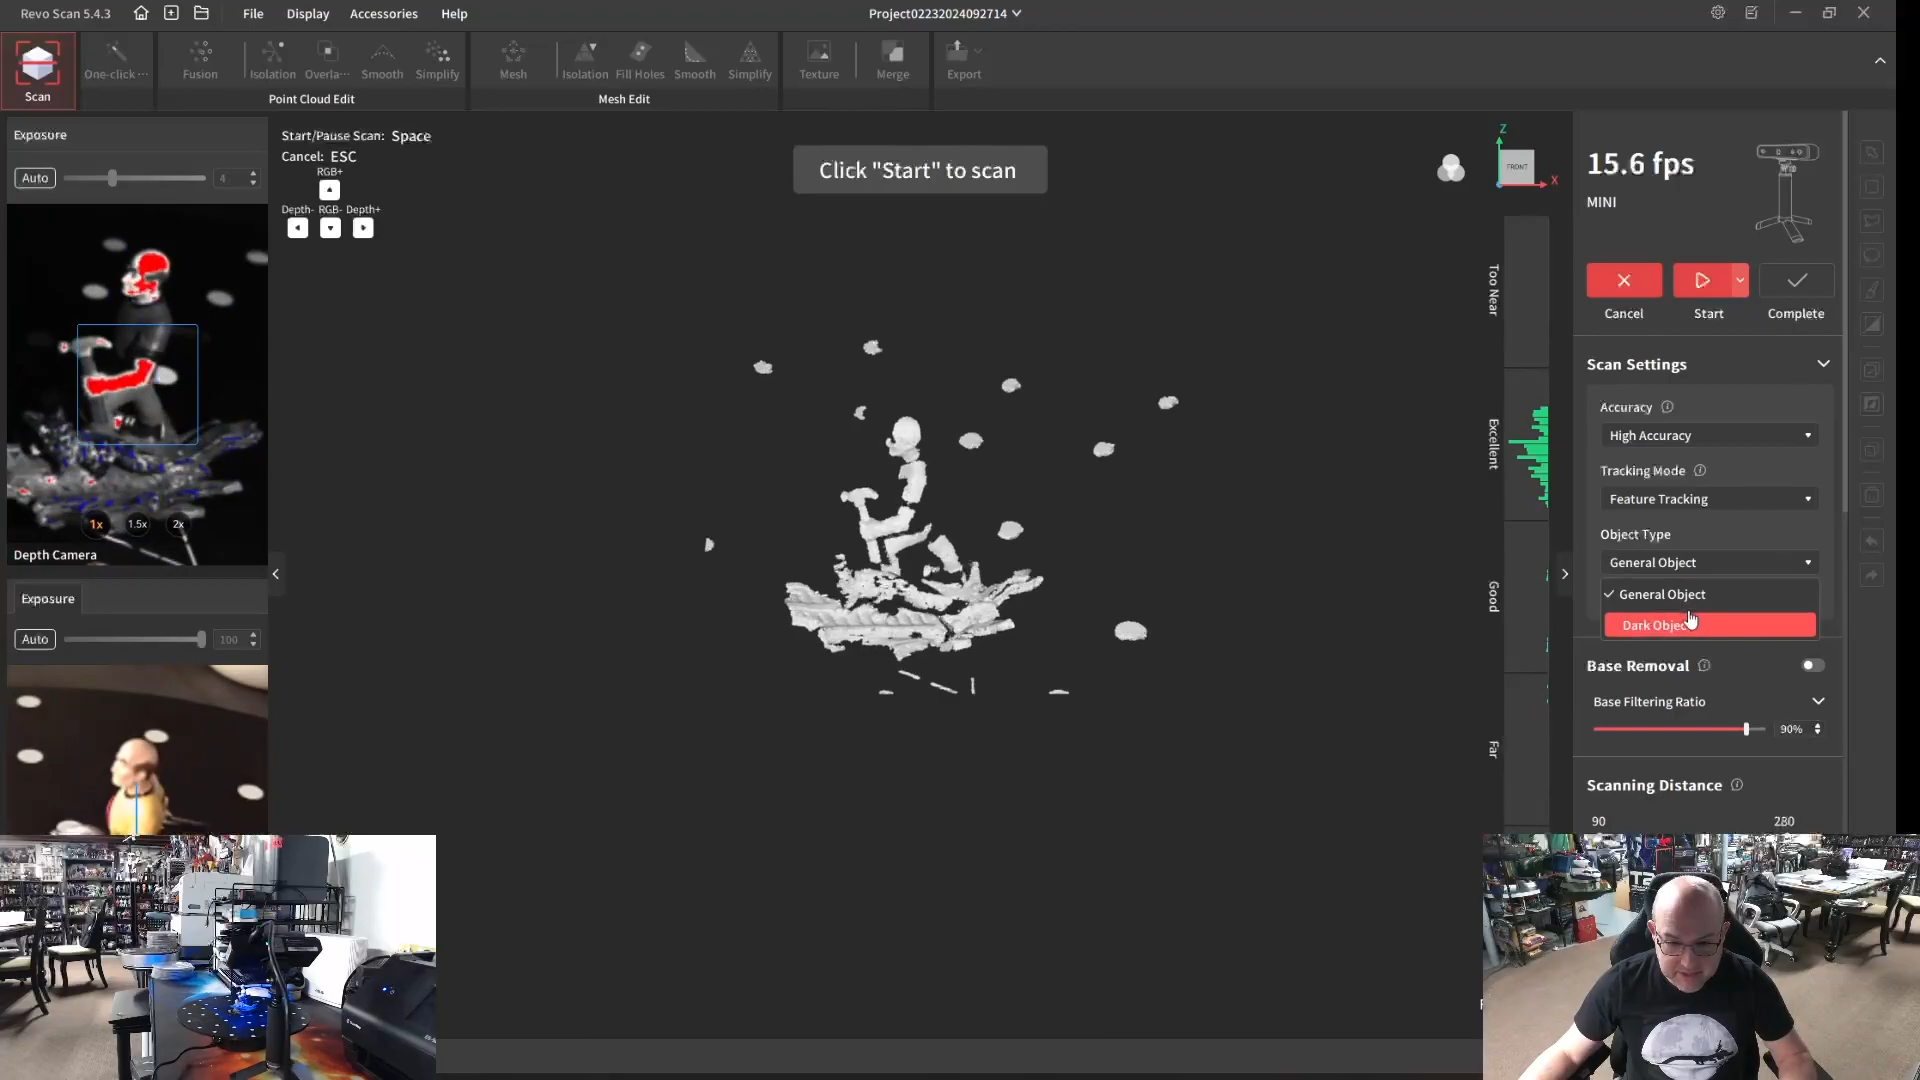 Revo Scan 5.4.3
File
Display
Accessories
Help
Project02232024092714
Scan
One-click ···
Fusion
Isolation
Overla···
Smooth
Simplify
Point Cloud Edit
Mesh
Isolation
Fill Holes
Smooth
Simplify
Mesh Edit
Texture
Merge
Export
Exposure
Auto
4
1x
1.5x
2x
Depth Camera
Exposure
Auto
100
Start/Pause Scan: Space
Cancel: ESC
RGB+
Depth- RGB- Depth+
Click "Start" to scan
Z
FRONT
X
Too Near
Excellent
Good
Far
15.6 fps
MINI
Cancel
Start
Complete
Scan Settings
Accuracy
High Accuracy
Tracking Mode
Feature Tracking
Object Type
General Object
General Object
Dark Objec
Base Removal
Base Filtering Ratio
90%
Scanning Distance
90
280